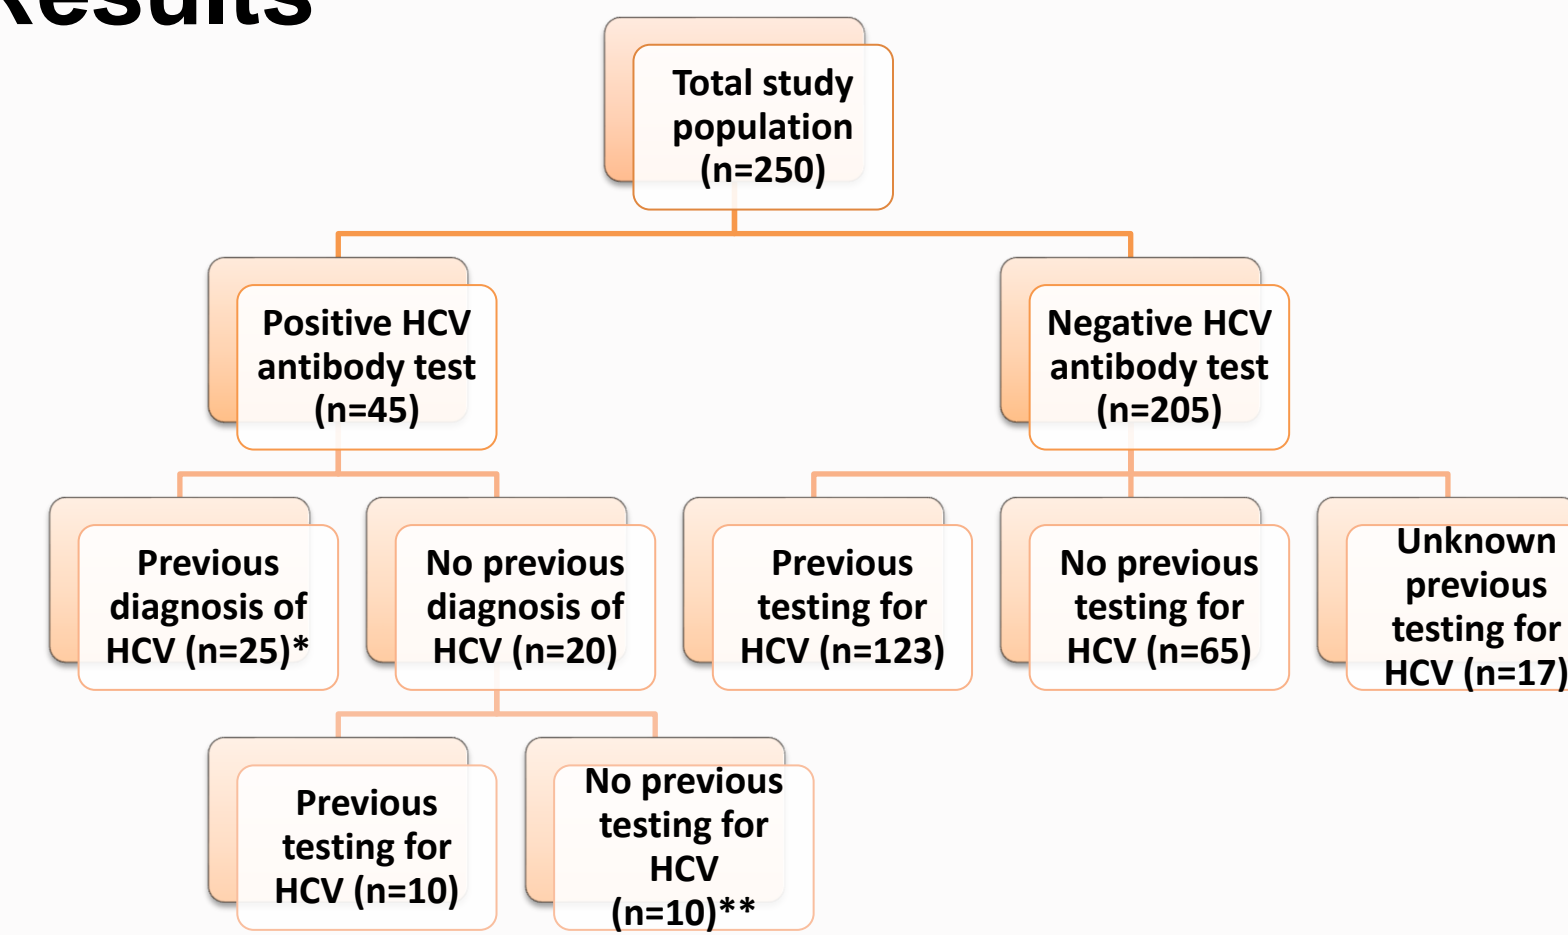 Results
Total study
population
(n=250)
Positive HCV
antibody test
(n=45)
Negative HCV
antibody test
(n=205)
Previous
diagnosis of
HCV (n=25)*
No previous
diagnosis of
HCV (n=20)
Previous
testing for
HCV (n=123)
No previous
testing for
HCV (n=65)
Unknown
previous
testing for
HCV (n=17)
Previous
testing for
HCV (n=10)
No previous
testing for
HCV
(n=10)**